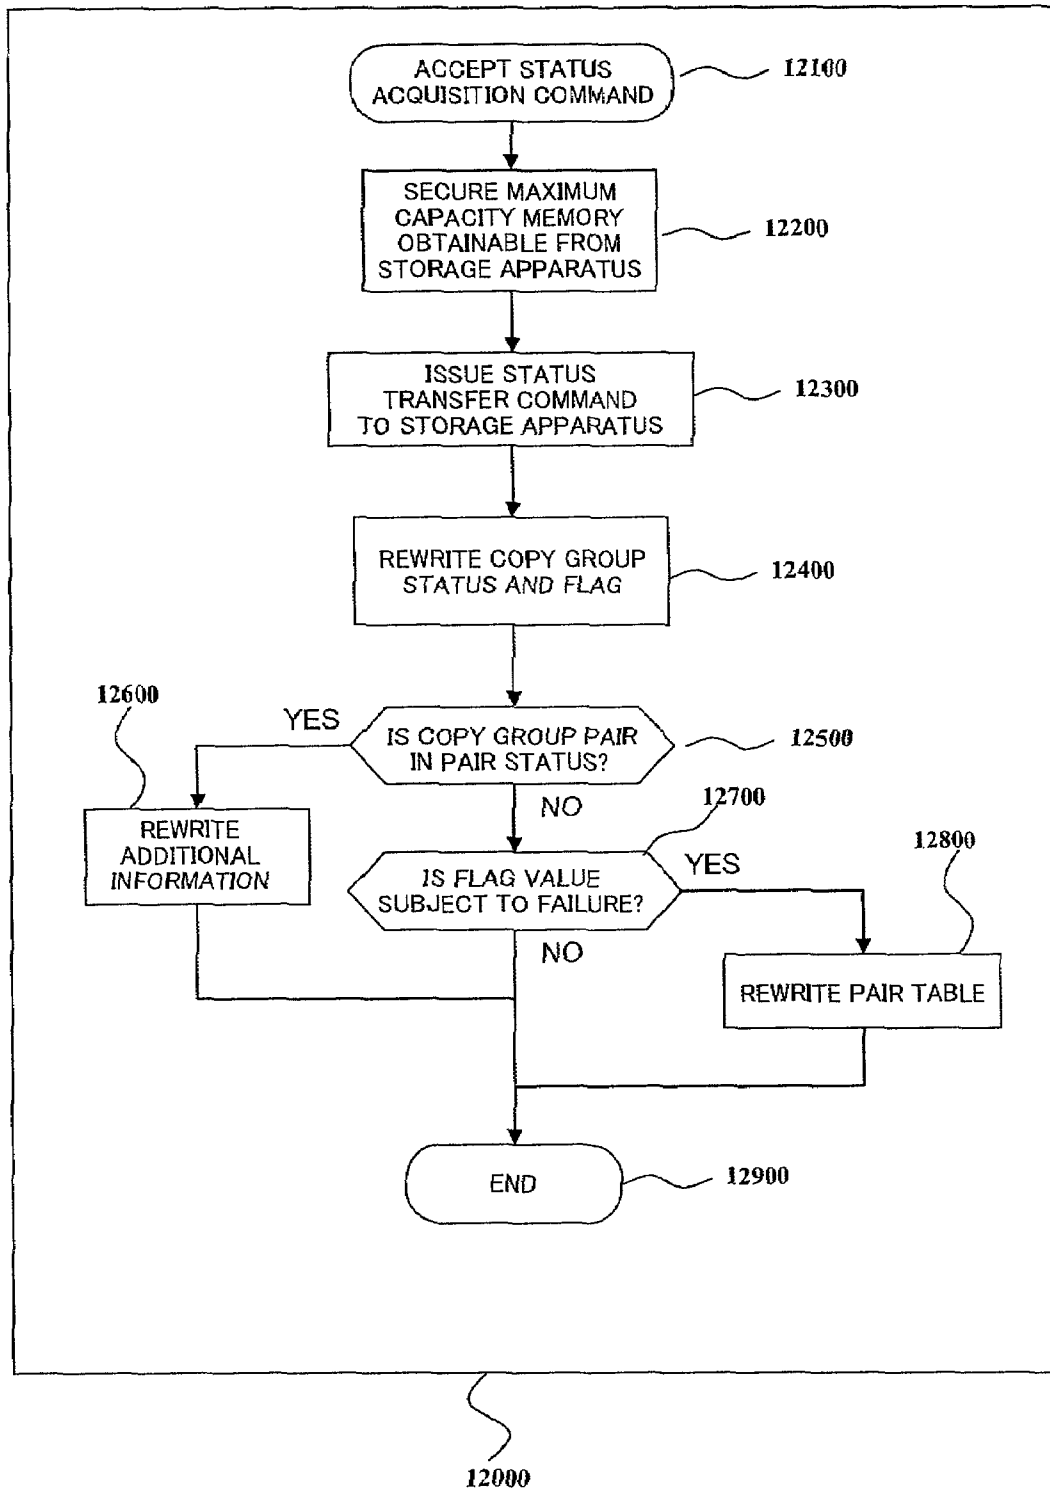 ACCEPT STATUS
ACQUISITION COMMAND
12100
SECURE MAXIMUM
CAPACITY MEMORY
OBTAINABLE FROM
STORAGE APPARATUS
12200
ISSUE STATUS
TRANSFER COMMAND
TO STORAGE APPARATUS
12300
REWRITE COPY GROUP
STATUS AND FLAG
12400
12600
YES
IS COPY GROUP PAIR
IN PAIR STATUS?
12500
NO
12700
REWRITE
ADDITIONAL
INFORMATION
IS FLAG VALUE
SUBJECT TO FAILURE?
YES
12800
NO
REWRITE PAIR TABLE
END
12900
12000